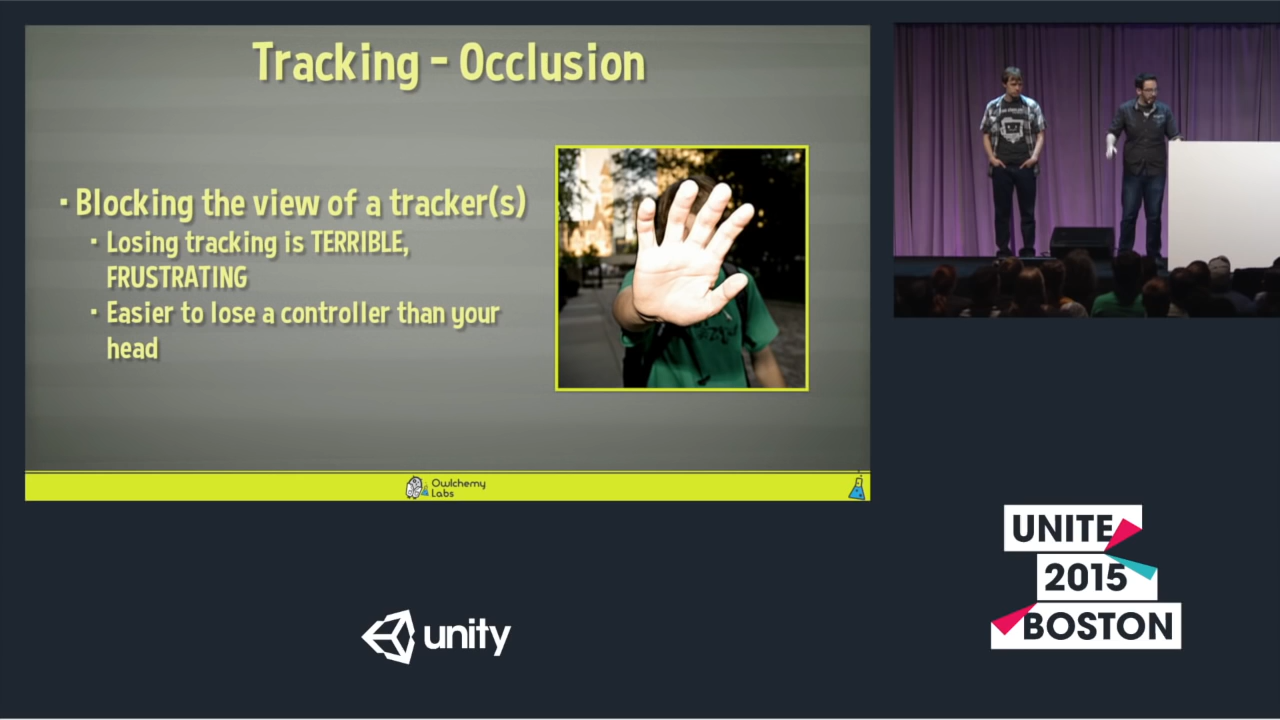 Tracking - Occlusion
▪ Blocking the view of a tracker(s)
▪ Losing tracking is TERRIBLE,
FRUSTRATING
▪ Easier to lose a controller than your
head
Owlchemy
Labs
unity
UNITE
2015
BOSTON